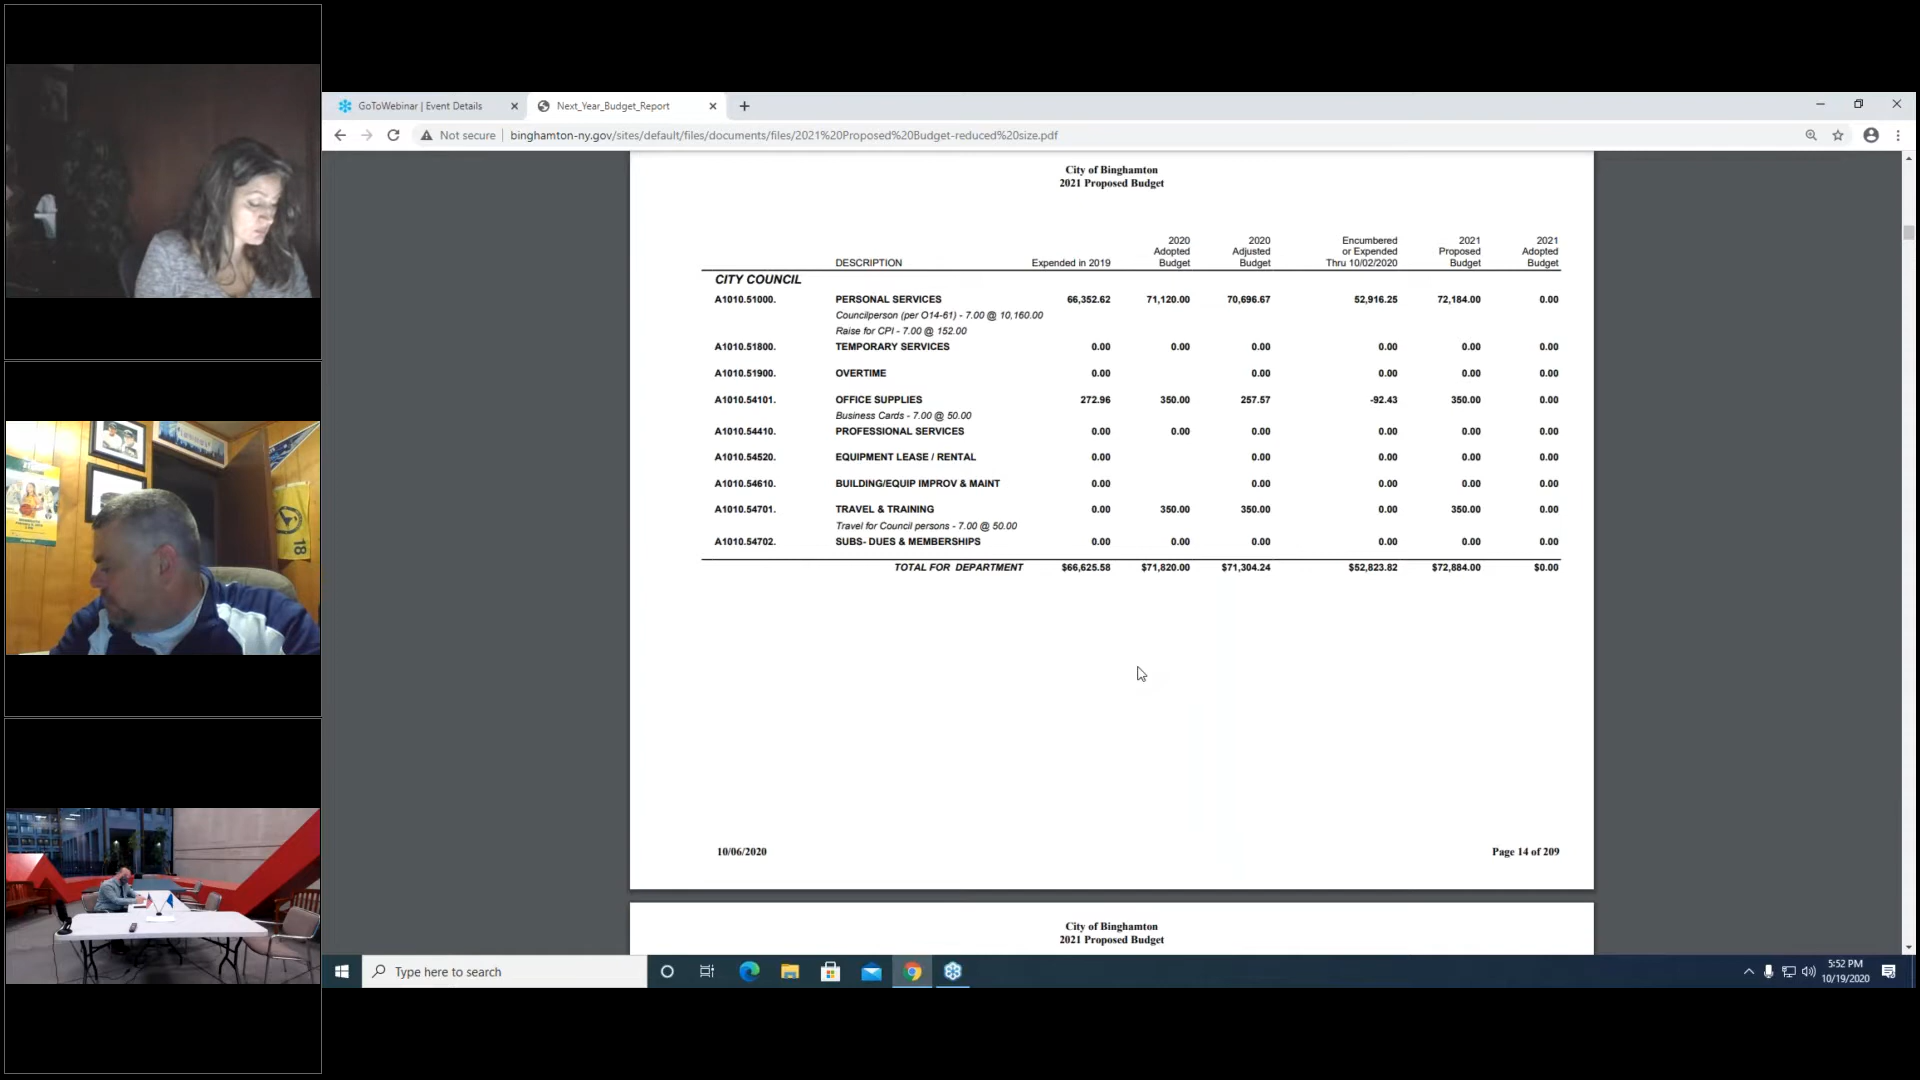 GoToWebinar | Event Details
Next_Year_Budget_Report
Not secure | binghamton-ny.gov/sites/default/files/documents/files/2021%20Proposed%20Budget-reduced%20size.pdf
City of Binghamton
2021 Proposed Budget
DESCRIPTION Expended in 2019 2020 Adopted Budget 2020 Adjusted Budget Encumbered or Expended Thru 10/02/2020 2021 Proposed Budget 2021 Adopted Budget
CITY COUNCIL
A1010.51000. PERSONAL SERVICES 66,352.62 71,120.00 70,696.67 52,916.25 72,184.00 0.00
Councilperson (per O14-61) - 7.00 @ 10,160.00
Raise for CPI - 7.00 @ 152.00
A1010.51800. TEMPORARY SERVICES 0.00 0.00 0.00 0.00 0.00 0.00
A1010.51900. OVERTIME 0.00 0.00 0.00 0.00 0.00
A1010.54101. OFFICE SUPPLIES 272.96 350.00 257.57 -92.43 350.00 0.00
Business Cards - 7.00 @ 50.00
A1010.54410. PROFESSIONAL SERVICES 0.00 0.00 0.00 0.00 0.00 0.00
A1010.54520. EQUIPMENT LEASE / RENTAL 0.00 0.00 0.00 0.00 0.00
A1010.54610. BUILDING/EQUIP IMPROV & MAINT 0.00 0.00 0.00 0.00 0.00
A1010.54701. TRAVEL & TRAINING 0.00 350.00 350.00 0.00 350.00 0.00
Travel for Council persons - 7.00 @ 50.00
A1010.54702. SUBS- DUES & MEMBERSHIPS 0.00 0.00 0.00 0.00 0.00 0.00
TOTAL FOR DEPARTMENT $66,625.58 $71,820.00 $71,304.24 $52,823.82 $72,884.00 $0.00
10/06/2020 Page 14 of 209
City of Binghamton
2021 Proposed Budget
Type here to search
5:52 PM
10/19/2020
18